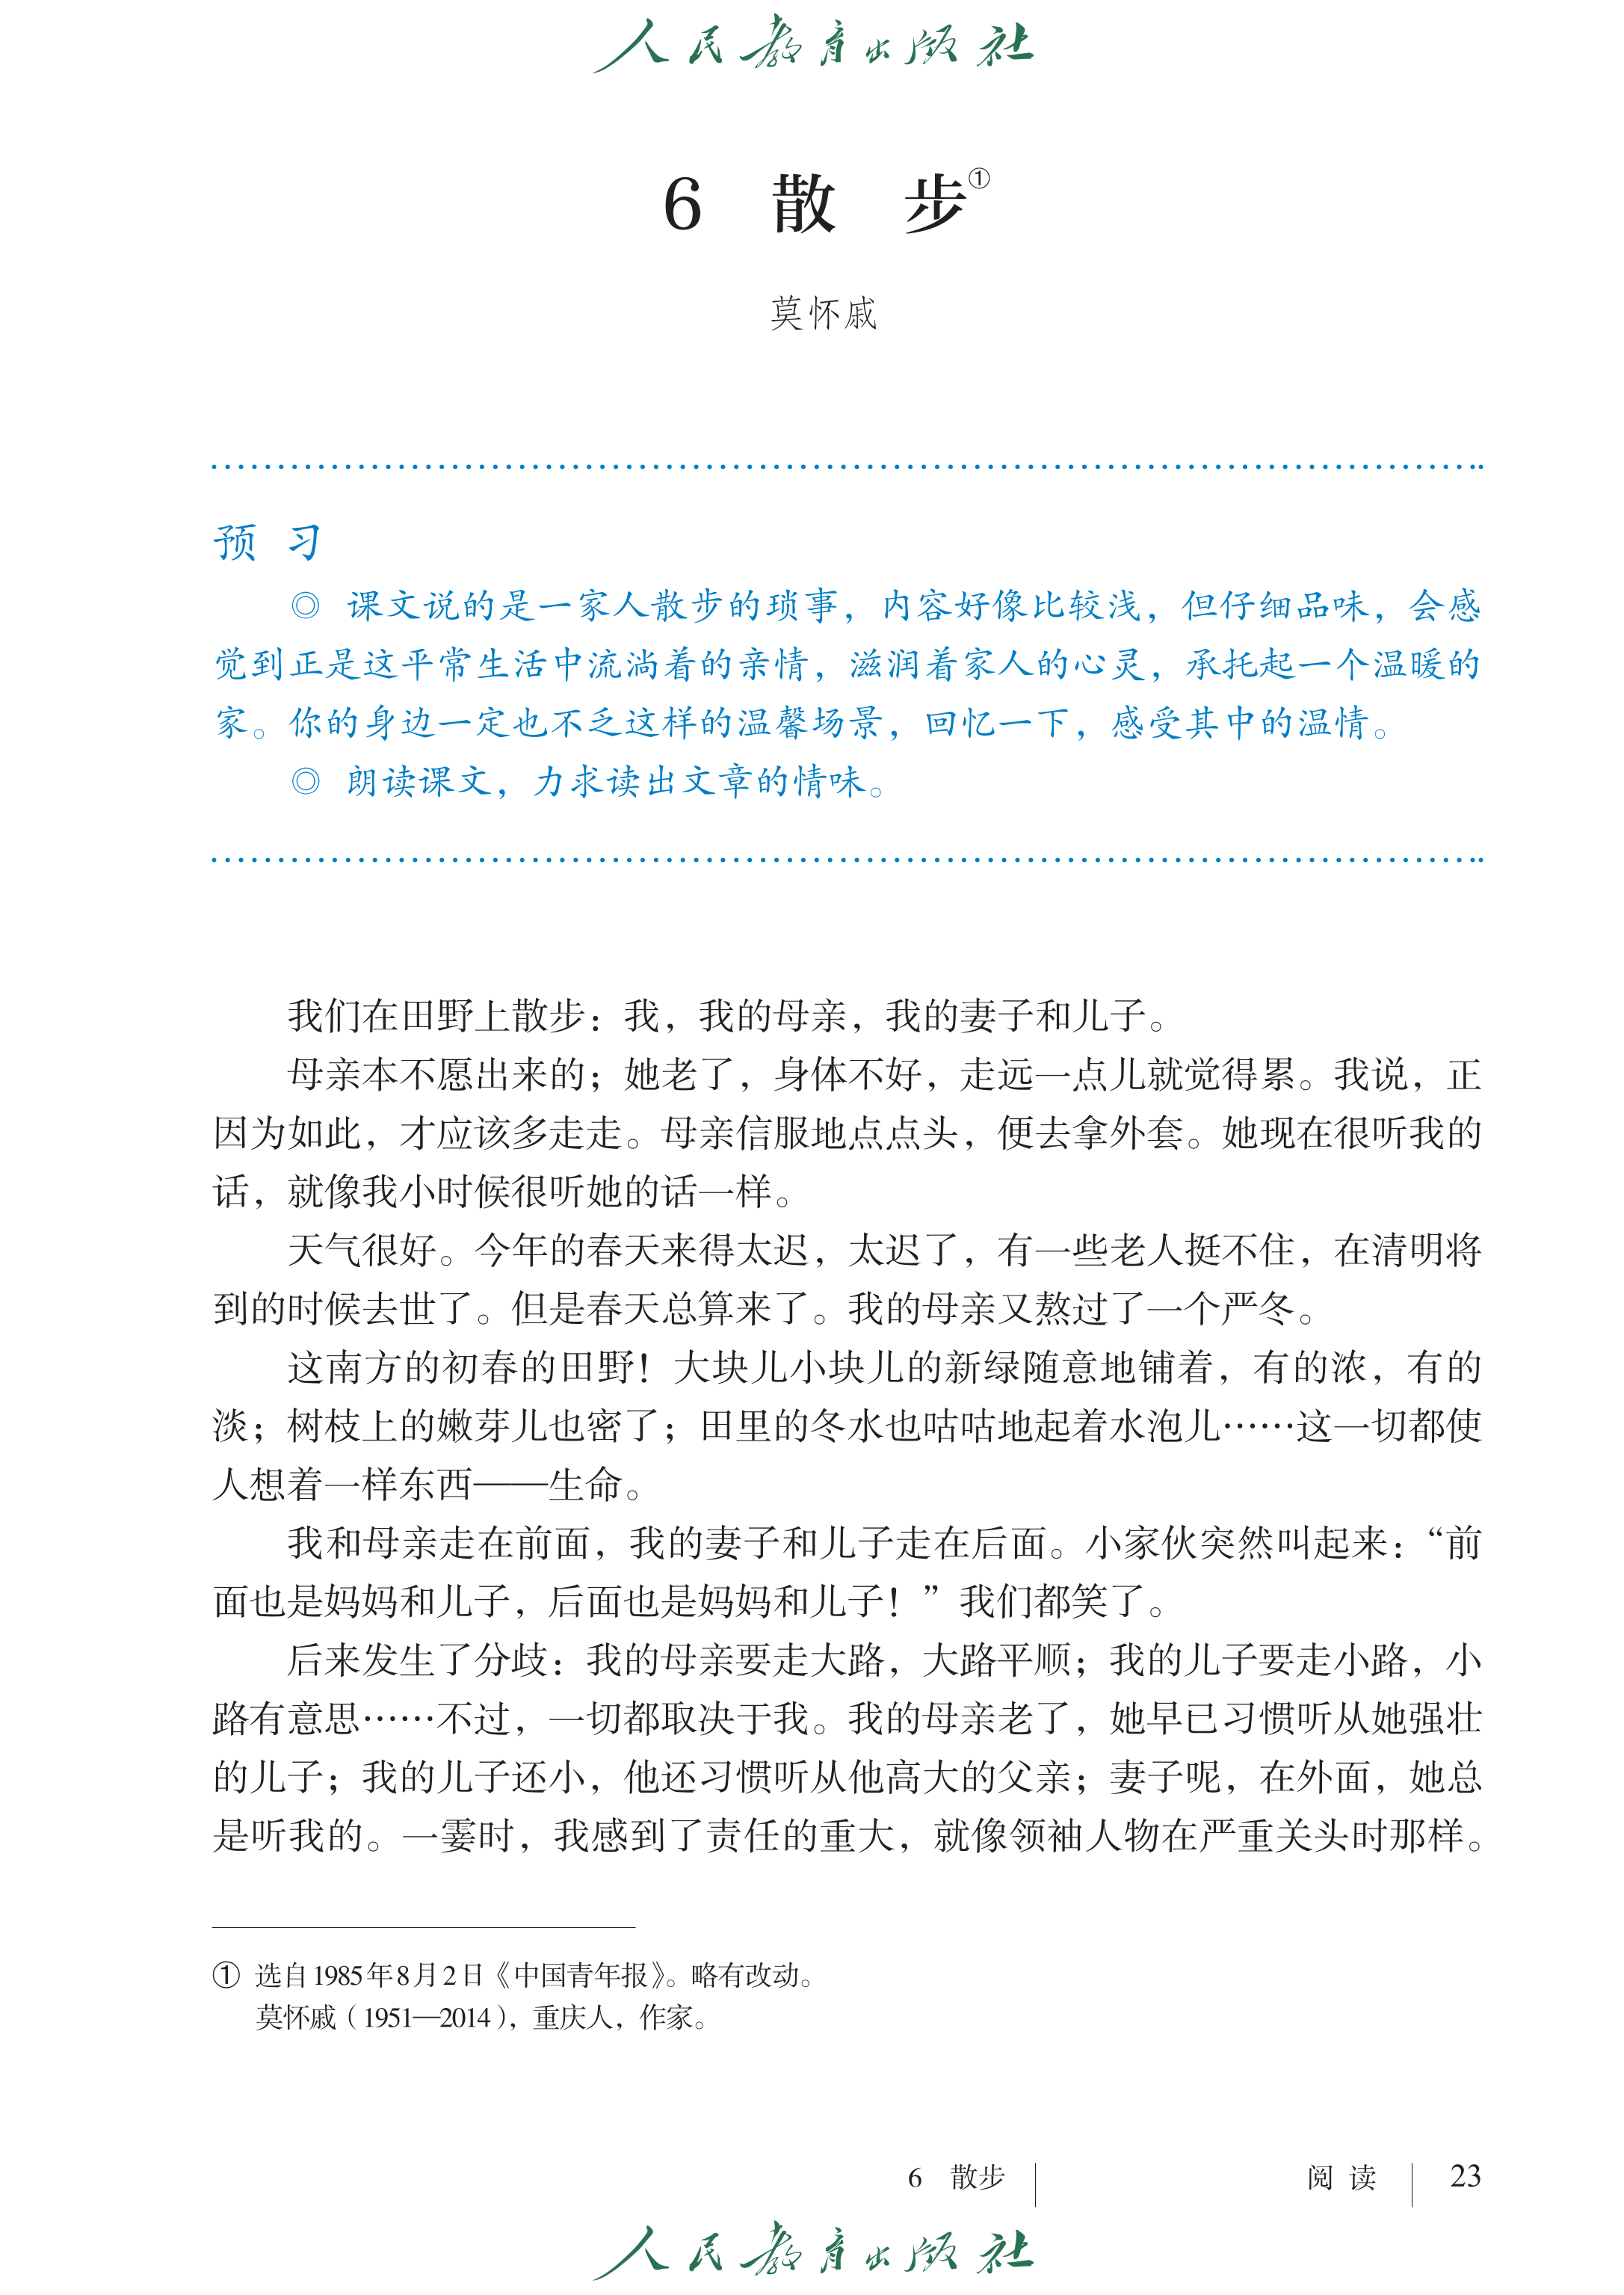 人民教育出版社
6 散 步①
莫怀戚
预 习
◎ 课文说的是一家人散步的琐事，内容好像比较浅，但仔细品味，会感
觉到正是这平常生活中流淌着的亲情，滋润着家人的心灵，承托起一个温暖的
家。你的身边一定也不乏这样的温馨场景，回忆一下，感受其中的温情。
◎ 朗读课文，力求读出文章的情味。
我们在田野上散步：我，我的母亲，我的妻子和儿子。
母亲本不愿出来的；她老了，身体不好，走远一点儿就觉得累。我说，正
因为如此，才应该多走走。母亲信服地点点头，便去拿外套。她现在很听我的
话，就像我小时候很听她的话一样。
天气很好。今年的春天来得太迟，太迟了，有一些老人挺不住，在清明将
到的时候去世了。但是春天总算来了。我的母亲又熬过了一个严冬。
这南方的初春的田野！大块儿小块儿的新绿随意地铺着，有的浓，有的
淡；树枝上的嫩芽儿也密了；田里的冬水也咕咕地起着水泡儿……这一切都使
人想着一样东西——生命。
我和母亲走在前面，我的妻子和儿子走在后面。小家伙突然叫起来：“前
面也是妈妈和儿子，后面也是妈妈和儿子！”我们都笑了。
后来发生了分歧：我的母亲要走大路，大路平顺；我的儿子要走小路，小
路有意思……不过，一切都取决于我。我的母亲老了，她早已习惯听从她强壮
的儿子；我的儿子还小，他还习惯听从他高大的父亲；妻子呢，在外面，她总
是听我的。一霎时，我感到了责任的重大，就像领袖人物在严重关头时那样。
① 选自1985年8月2日《中国青年报》。略有改动。
莫怀戚（1951—2014），重庆人，作家。
6 散步 阅 读 23
人民教育出版社